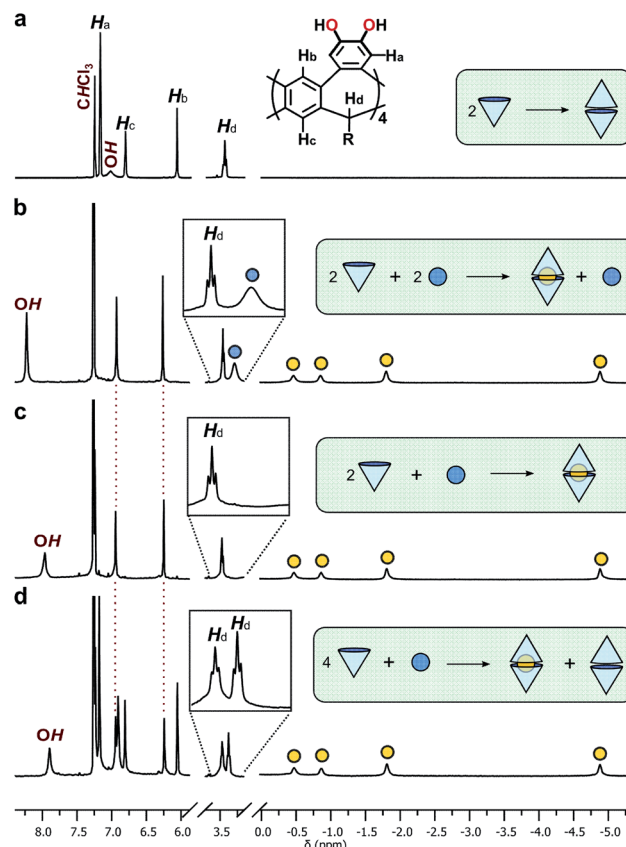 a
Ha
CHCl3
OH
Hc
Hb
Hd
HO OH
Hb
Ha
Hd
4
Hc
R
2
b
OH
Hd
2 + 2 +
c
OH
Hd
2 +
d
OH
Hd Hd
4 + +
8.0 7.5 7.0 6.5 6.0 3.5 0.0 -0.5 -1.0 -1.5 -2.0 -2.5 -3.0 -3.5 -4.0 -4.5 -5.0
δ (ppm)